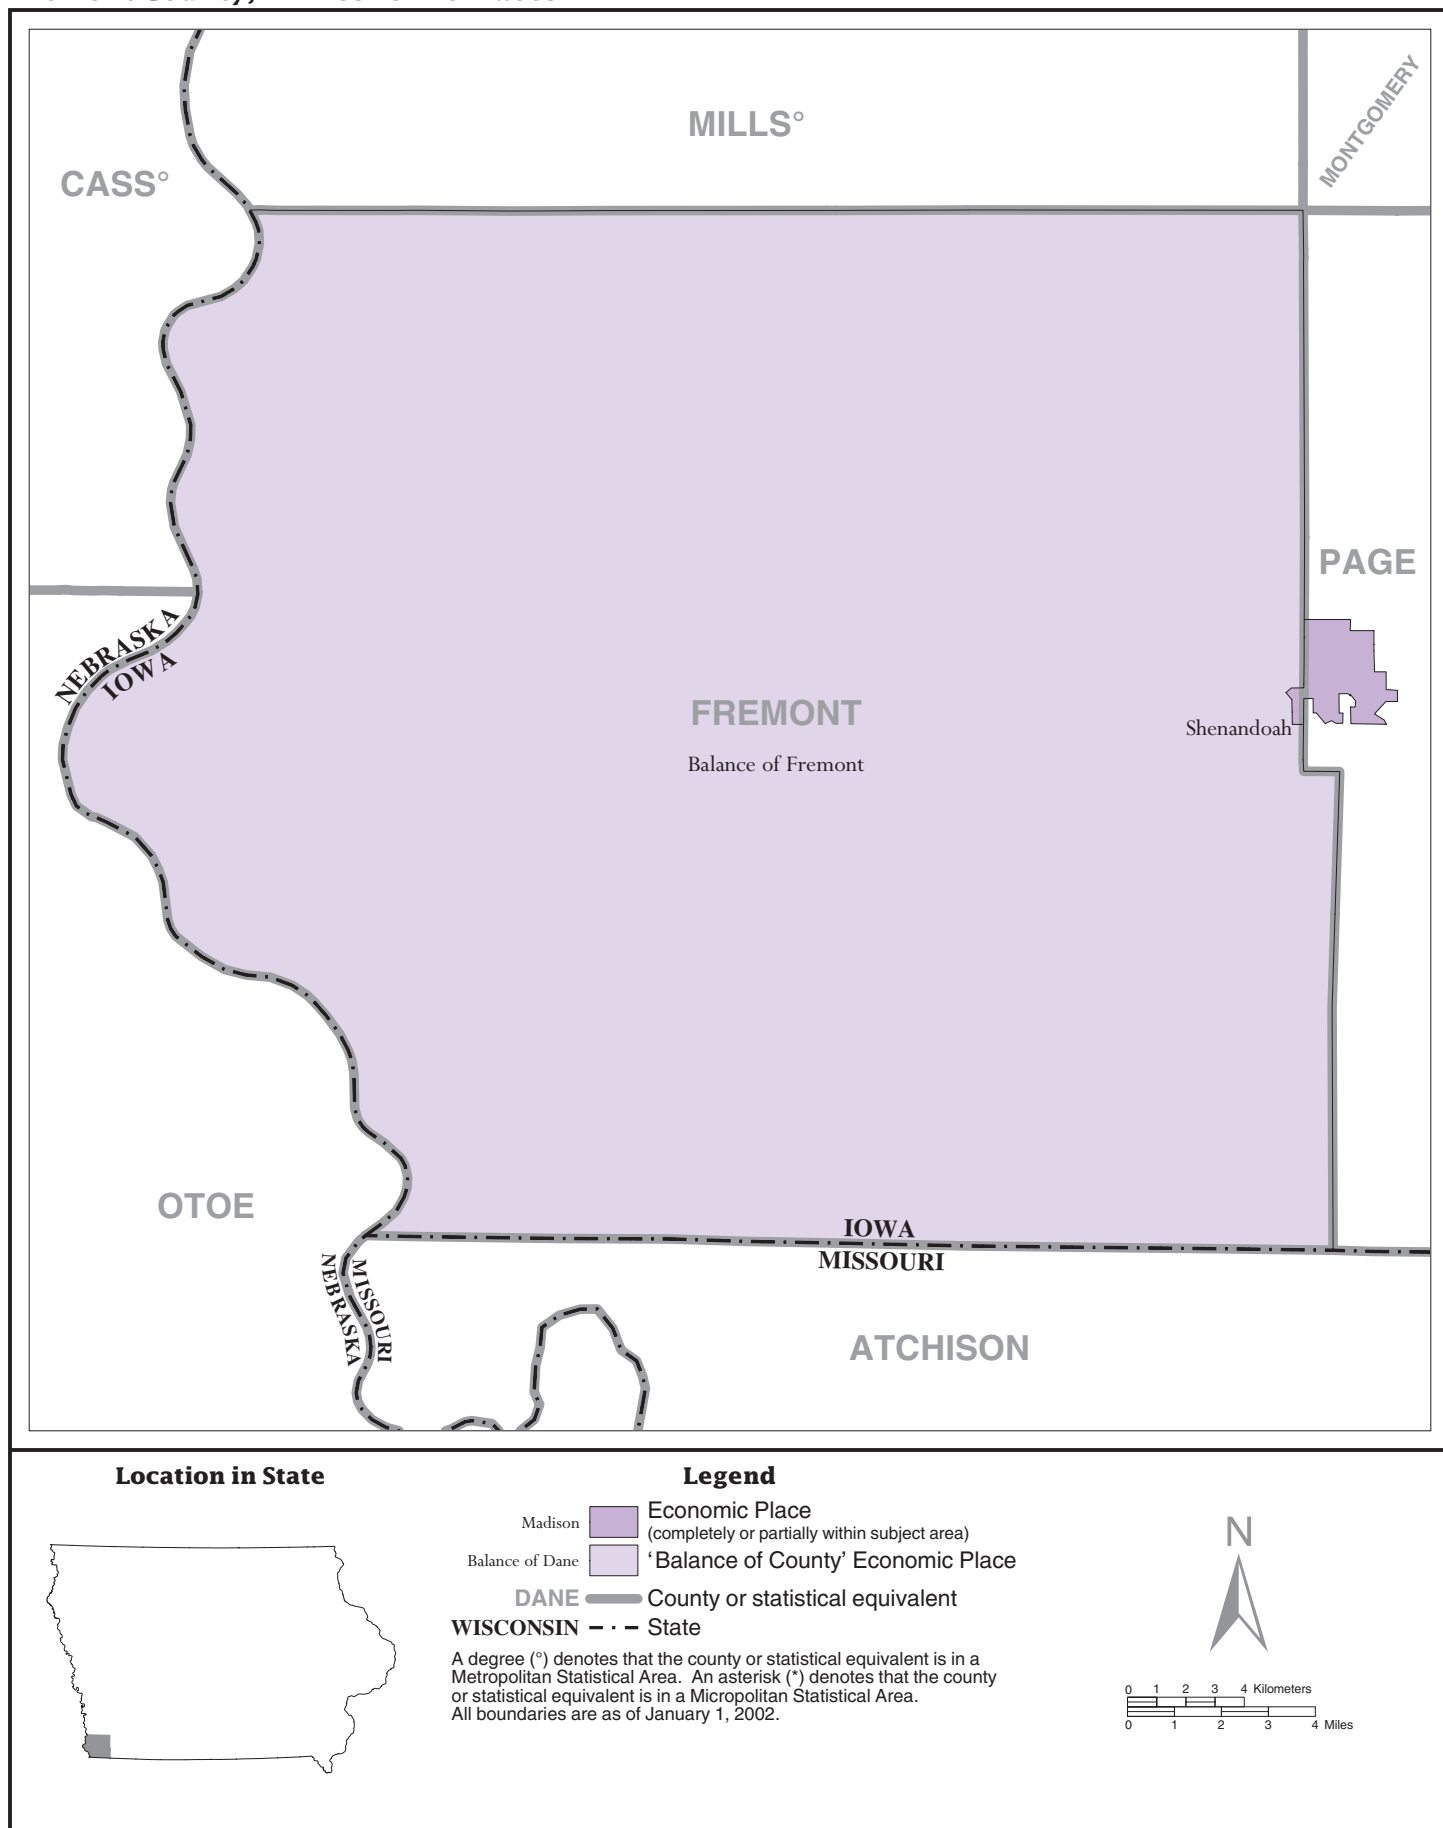 MILLS°
MONTGOMERY
CASS°
PAGE
NEBRASKA
IOWA
FREMONT
Shenandoah
Balance of Fremont
OTOE
IOWA
MISSOURI
MISSOURI
NEBRASKA
ATCHISON
Location in State
Legend
Madison
Economic Place
(completely or partially within subject area)
Balance of Dane
'Balance of County' Economic Place
DANE
County or statistical equivalent
WISCONSIN
State
A degree (°) denotes that the county or statistical equivalent is in a
Metropolitan Statistical Area. An asterisk (*) denotes that the county
or statistical equivalent is in a Micropolitan Statistical Area.
All boundaries are as of January 1, 2002.
N
0 1 2 3 4 Kilometers
0 1 2 3 4 Miles